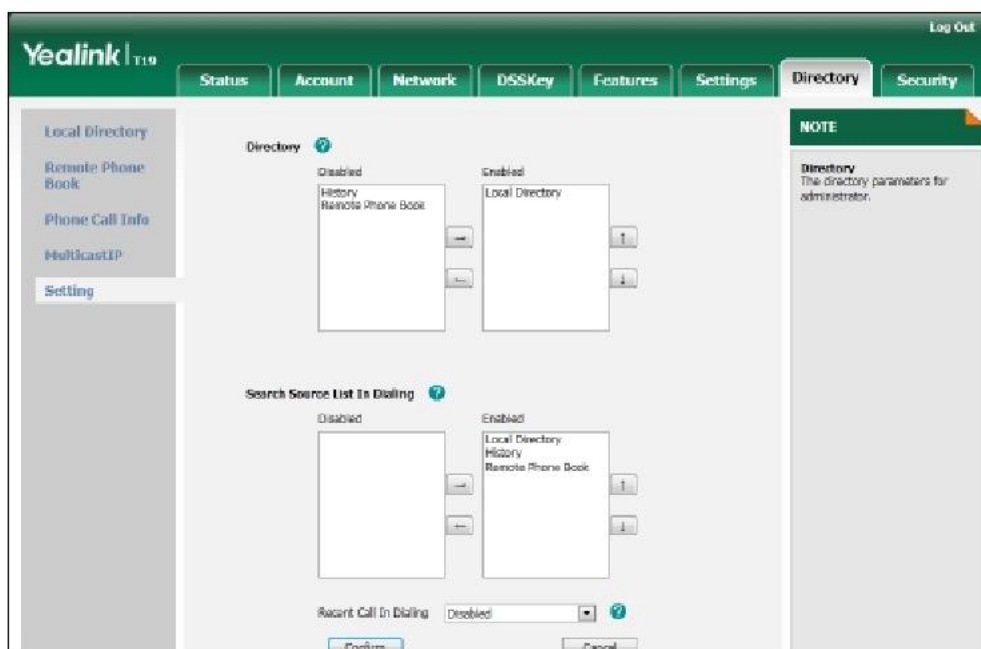 Log Out
Yealink | T19
Status Account Network DSSKey Features Settings Directory Security
Local Directory
Remote Phone Book
Phone Call Info
MulticastIP
Setting
Directory ?
Disabled Enabled
History
Remote Phone Book
Local Directory
→ ↑
← ↓
Search Source List In Dialing ?
Disabled Enabled
Local Directory
History
Remote Phone Book
→ ↑
← ↓
Recent Call In Dialing Disabled ?
Confirm Cancel
NOTE
Directory
The directory parameters for
administrator.